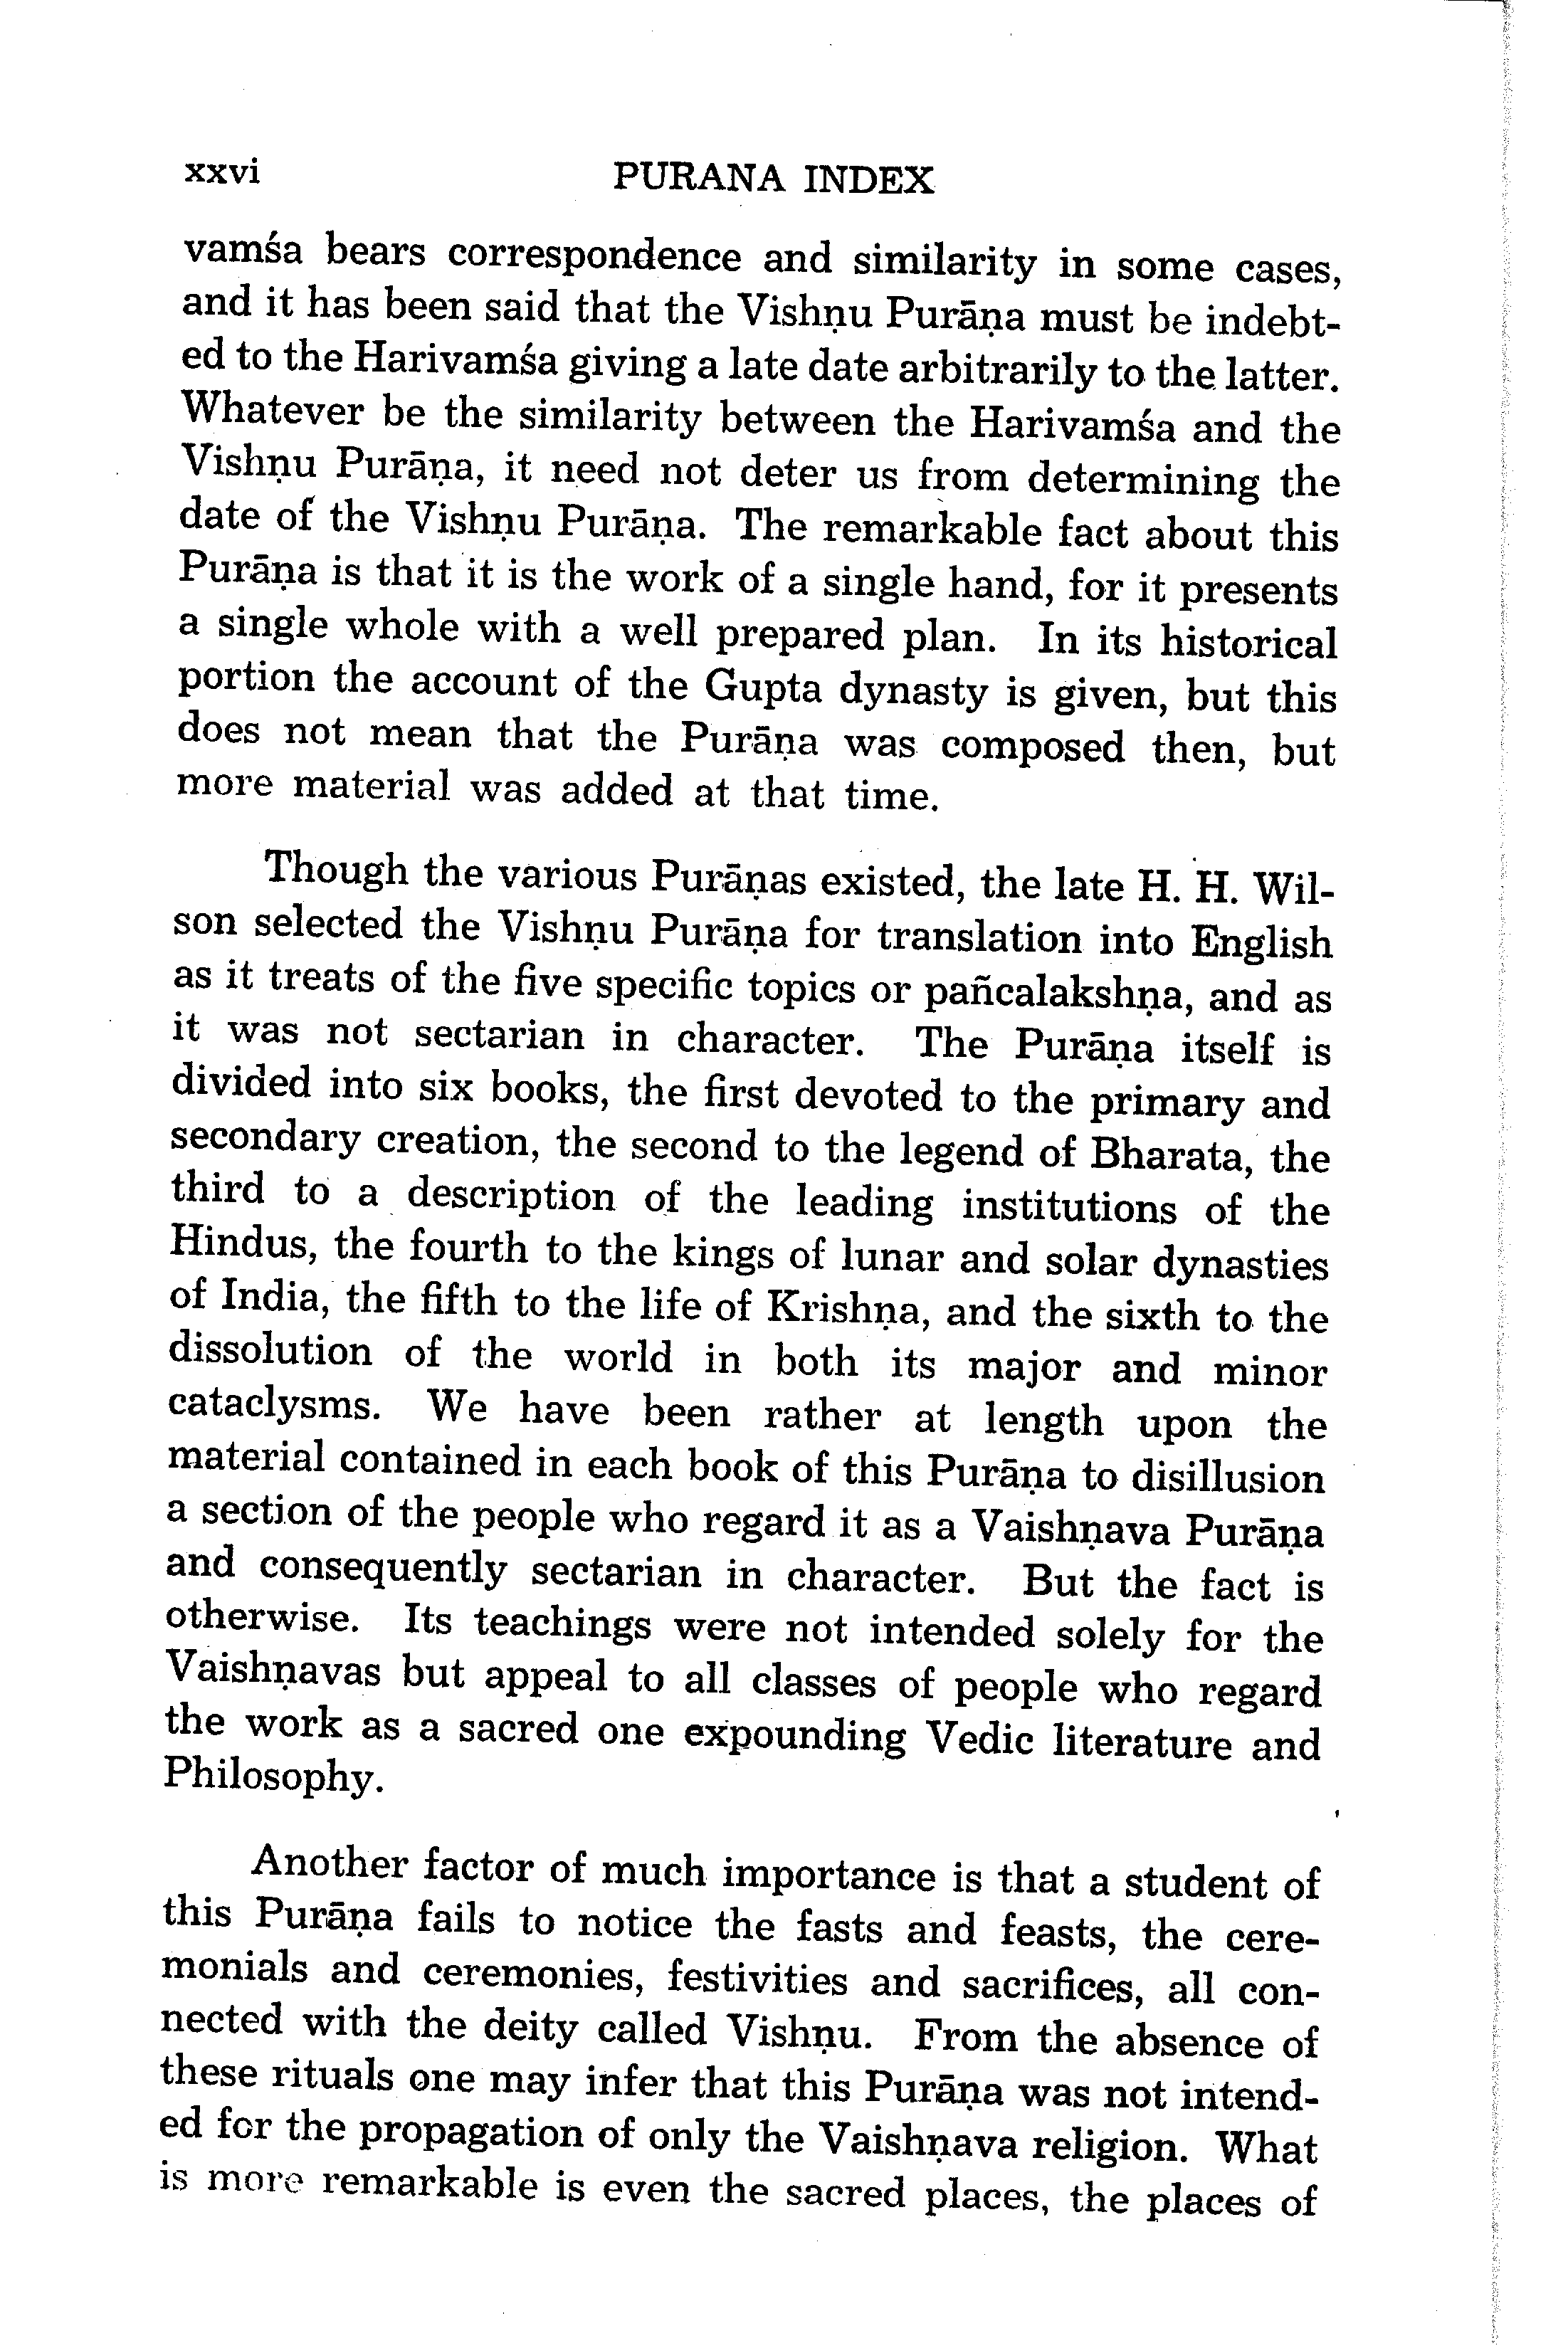 xxvi PURANA INDEX
vamśa bears correspondence and similarity in some cases,
and it has been said that the Vishṇu Purāṇa must be indebt-
ed to the Harivamśa giving a late date arbitrarily to the latter.
Whatever be the similarity between the Harivamśa and the
Vishṇu Purāṇa, it need not deter us from determining the
date of the Vishṇu Purāṇa. The remarkable fact about this
Purāṇa is that it is the work of a single hand, for it presents
a single whole with a well prepared plan. In its historical
portion the account of the Gupta dynasty is given, but this
does not mean that the Purāṇa was composed then, but
more material was added at that time.
Though the various Purāṇas existed, the late H. H. Wil-
son selected the Vishṇu Purāṇa for translation into English
as it treats of the five specific topics or pañcalakshṇa, and as
it was not sectarian in character. The Purāṇa itself is
divided into six books, the first devoted to the primary and
secondary creation, the second to the legend of Bharata, the
third to a description of the leading institutions of the
Hindus, the fourth to the kings of lunar and solar dynasties
of India, the fifth to the life of Krishṇa, and the sixth to the
dissolution of the world in both its major and minor
cataclysms. We have been rather at length upon the
material contained in each book of this Purāṇa to disillusion
a section of the people who regard it as a Vaishṇava Purāṇa
and consequently sectarian in character. But the fact is
otherwise. Its teachings were not intended solely for the
Vaishṇavas but appeal to all classes of people who regard
the work as a sacred one expounding Vedic literature and
Philosophy.
Another factor of much importance is that a student of
this Purāṇa fails to notice the fasts and feasts, the cere-
monials and ceremonies, festivities and sacrifices, all con-
nected with the deity called Vishṇu. From the absence of
these rituals one may infer that this Purāṇa was not intend-
ed for the propagation of only the Vaishṇava religion. What
is more remarkable is even the sacred places, the places of